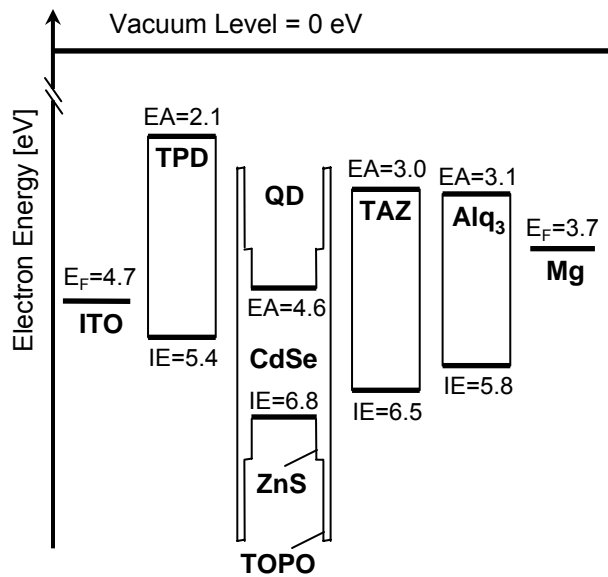 Vacuum Level = 0 eV
Electron Energy [eV]
EA=2.1
TPD
IE=5.4
E_F=4.7
ITO
QD
EA=4.6
CdSe
IE=6.8
ZnS
TOPO
EA=3.0
TAZ
IE=6.5
EA=3.1
Alq₃
IE=5.8
E_F=3.7
Mg